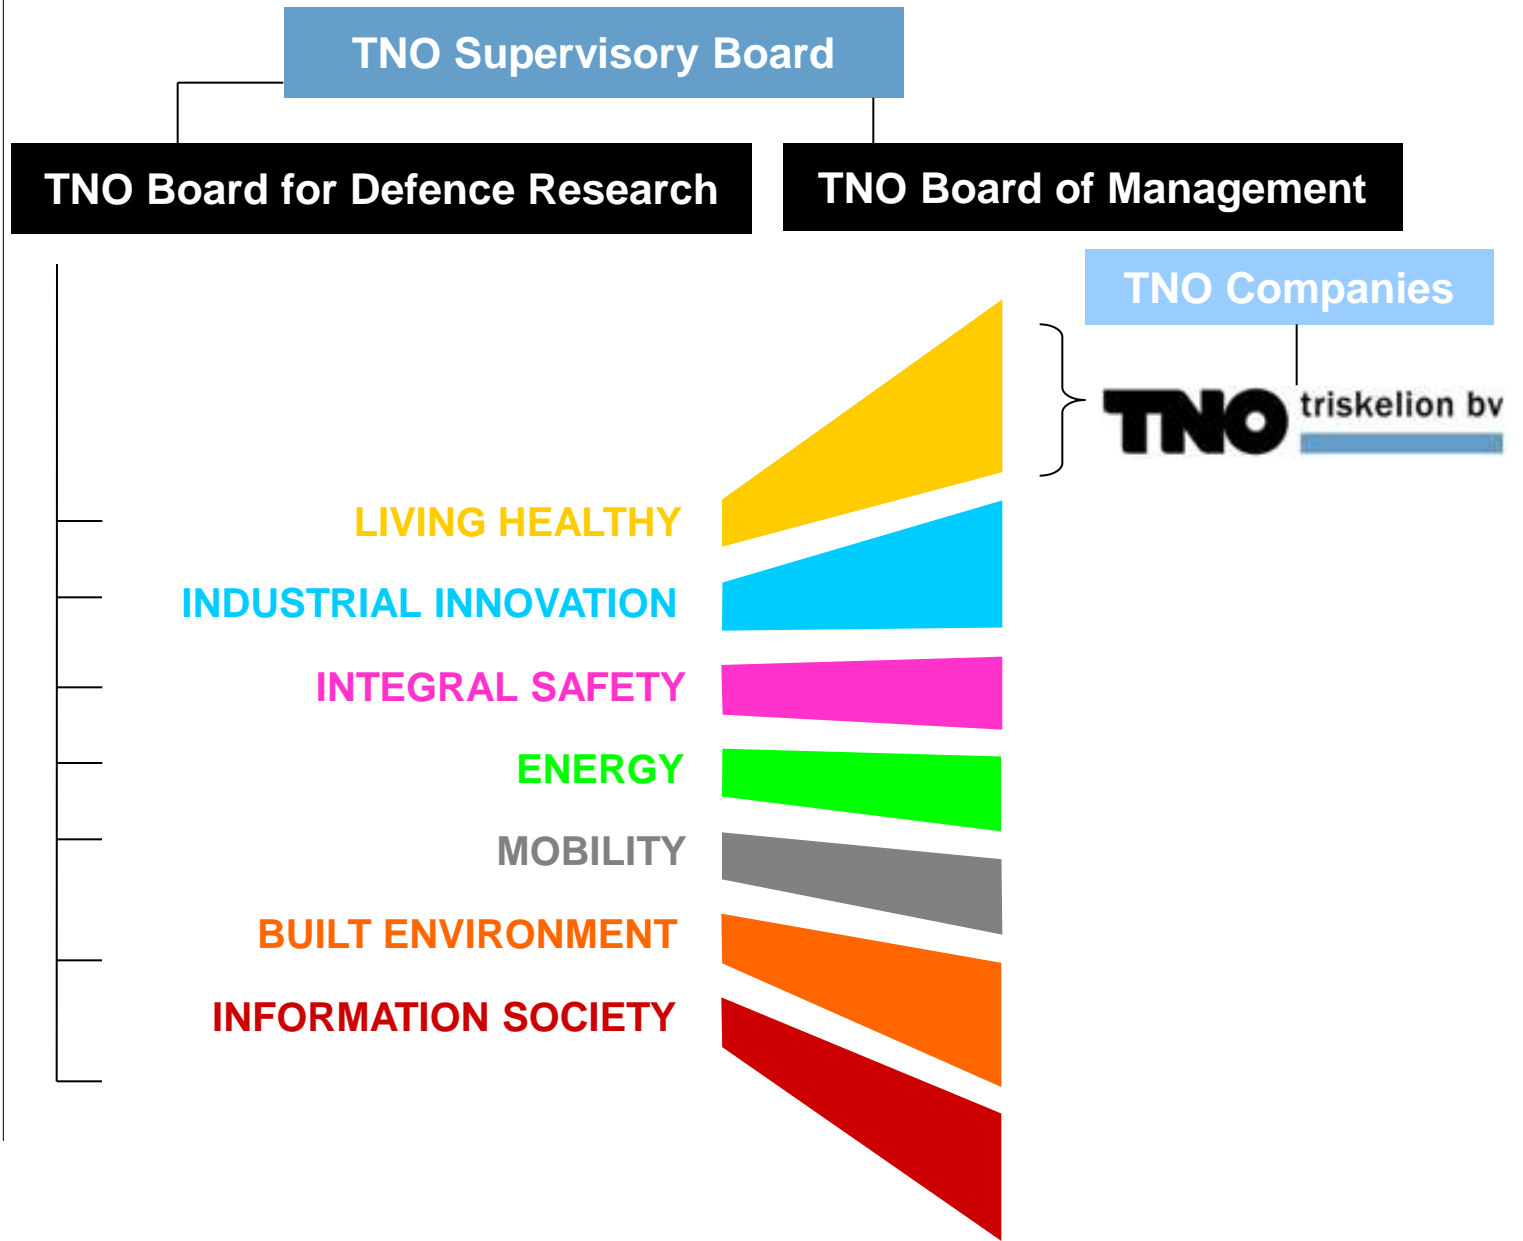 TNO Supervisory Board
TNO Board for Defence Research
TNO Board of Management
TNO Companies
TNO triskelion bv
LIVING HEALTHY
INDUSTRIAL INNOVATION
INTEGRAL SAFETY
ENERGY
MOBILITY
BUILT ENVIRONMENT
INFORMATION SOCIETY